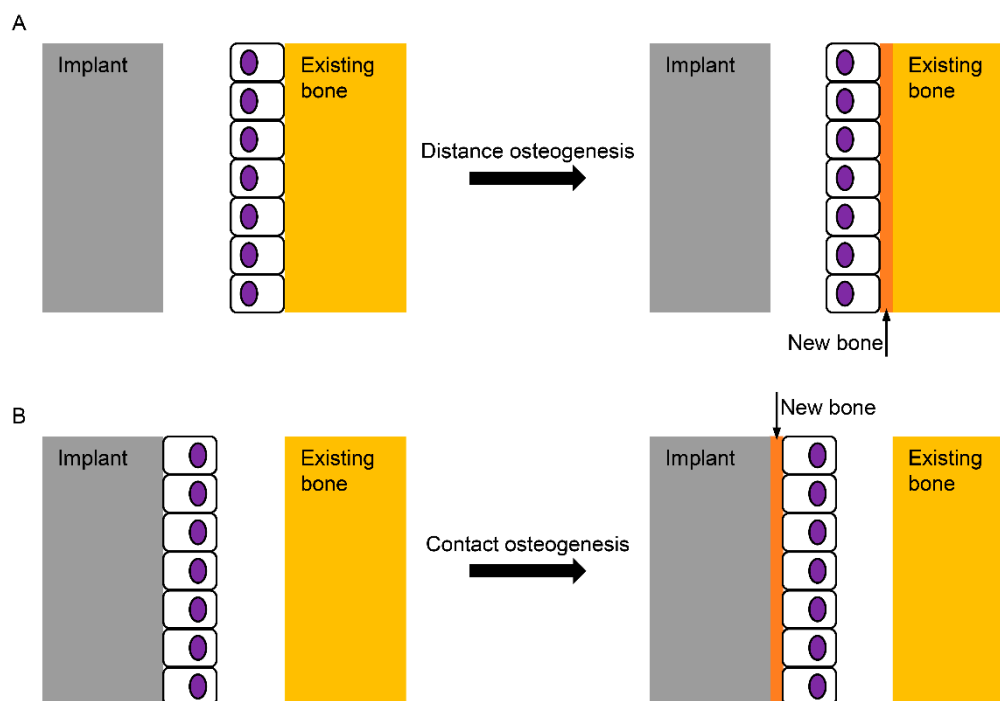 A
Implant
Existing
bone
Distance osteogenesis
Implant
Existing
bone
New bone
B
Implant
Existing
bone
Contact osteogenesis
New bone
Implant
Existing
bone